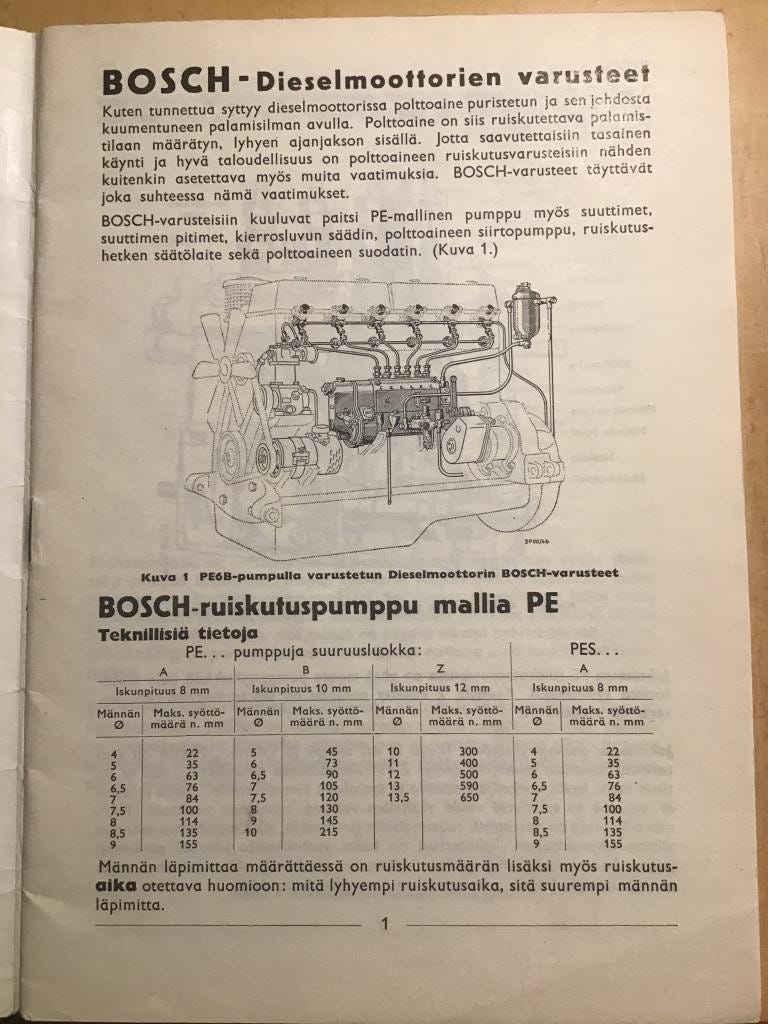 BOSCH - Dieselmoottorien varusteet
Kuten tunnettua syttyy dieselmoottorissa polttoaine puristetun ja sen johdosta
kuumentuneen palamisilman avulla. Polttoaine on siis ruiskutettava palamis-
tilaan määrätyn, lyhyen ajanjakson sisällä. Jotta saavutettaisiin tasainen
käynti ja hyvä taloudellisuus on polttoaineen ruiskutusvarusteisiin nähden
kuitenkin asetettava myös muita vaatimuksia. BOSCH-varusteet täyttävät
joka suhteessa nämä vaatimukset.
BOSCH-varusteisiin kuuluvat paitsi PE-mallinen pumppu myös suuttimet,
suuttimen pitimet, kierrosluvun säädin, polttoaineen siirtopumppu, ruiskutus-
hetken säätölaite sekä polttoaineen suodatin. (Kuva 1.)
Kuva 1 PE6B-pumpulla varustetun Dieselmoottorin BOSCH-varusteet
BOSCH-ruiskutuspumppu mallia PE
Teknillisiä tietoja
PE... pumppuja suuruusluokka: PES...
A B Z A
Iskunpituus 8 mm Iskunpituus 10 mm Iskunpituus 12 mm Iskunpituus 8 mm
Männän Maks. syöttö- Männän Maks. syöttö- Männän Maks. syöttö- Männän Maks. syöttö-
Ø määrä n. mm Ø määrä n. mm Ø määrä n. mm Ø määrä n. mm
4 22 5 45 10 300 4 22
5 35 6 73 11 400 5 35
6 63 6,5 90 12 500 6 63
6,5 76 7 105 13 590 6,5 76
7 84 7,5 120 13,5 650 7 84
7,5 100 8 130 7,5 100
8 114 9 145 8 114
8,5 135 10 215 8,5 135
9 155 9 155
Männän läpimittaa määrättäessä on ruiskutusmäärän lisäksi myös ruiskutus-
aika otettava huomioon: mitä lyhyempi ruiskutusaika, sitä suurempi männän
läpimitta.
1